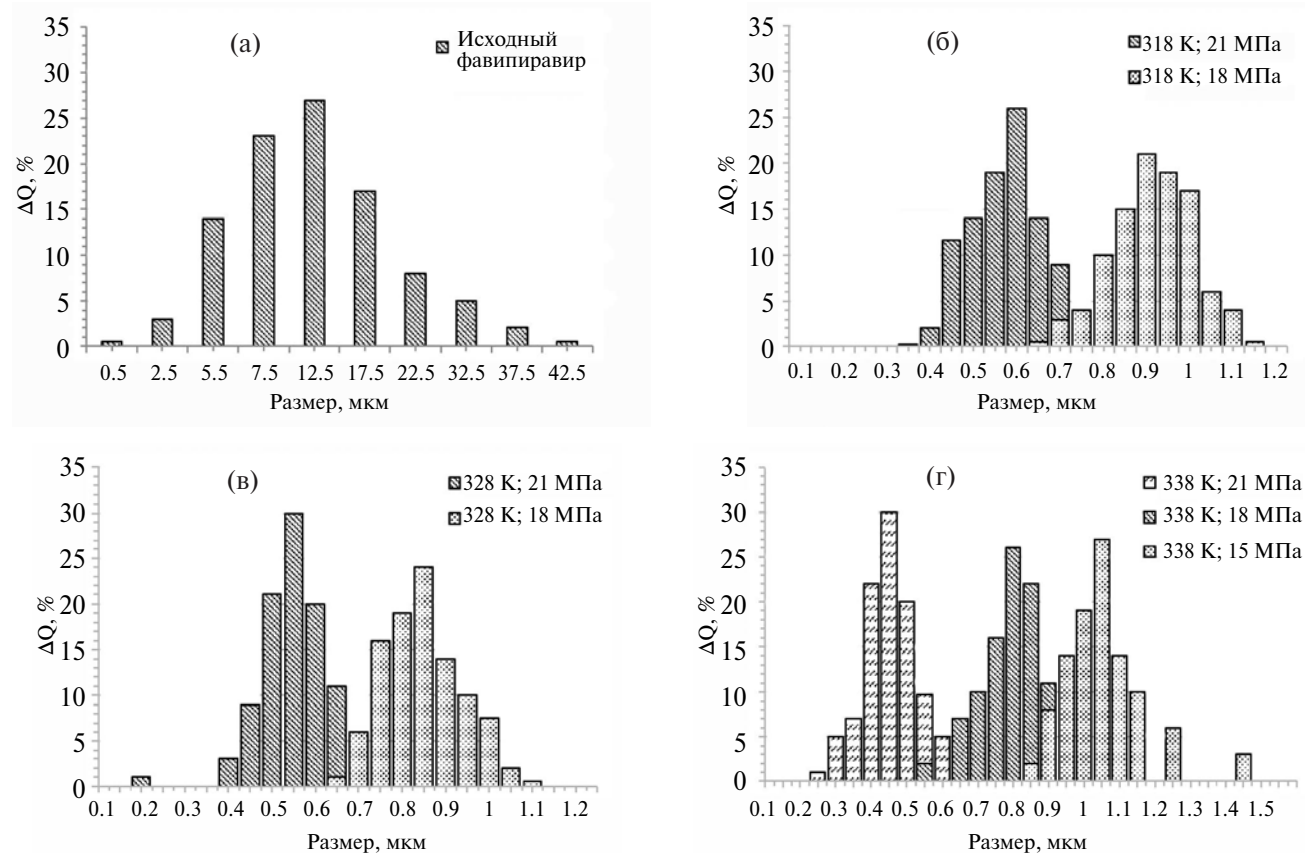 (а)
Исходный
фавипиравир
ΔQ, %
35
30
25
20
15
10
5
0
0.5 2.5 5.5 7.5 12.5 17.5 22.5 32.5 37.5 42.5
Размер, мкм
(б)
318 K; 21 МПа
318 K; 18 МПа
ΔQ, %
35
30
25
20
15
10
5
0
0.1 0.2 0.3 0.4 0.5 0.6 0.7 0.8 0.9 1 1.1 1.2
Размер, мкм
(в)
328 K; 21 МПа
328 K; 18 МПа
ΔQ, %
35
30
25
20
15
10
5
0
0.1 0.2 0.3 0.4 0.5 0.6 0.7 0.8 0.9 1 1.1 1.2
Размер, мкм
(г)
338 K; 21 МПа
338 K; 18 МПа
338 K; 15 МПа
ΔQ, %
35
30
25
20
15
10
5
0
0.1 0.2 0.3 0.4 0.5 0.6 0.7 0.8 0.9 1 1.1 1.2 1.3 1.4 1.5
Размер, мкм